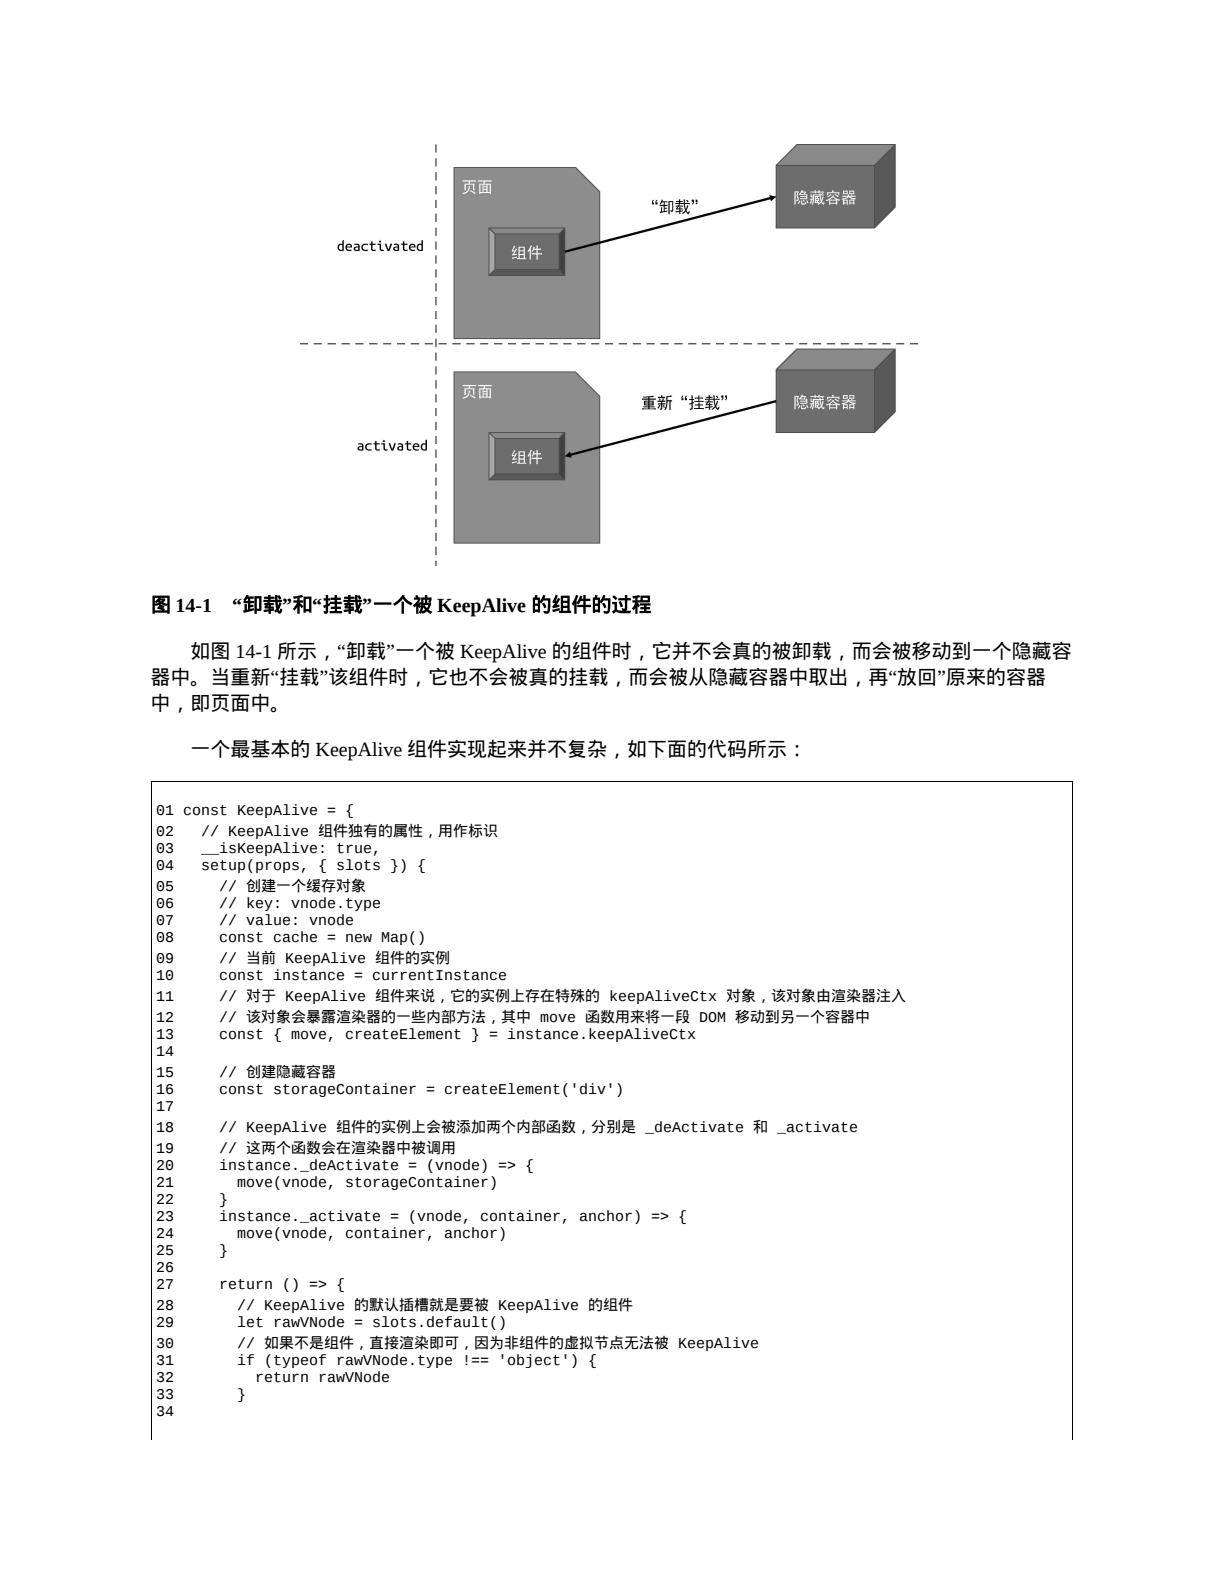 页面
组件
“卸载”
隐藏容器
deactivated
页面
组件
重新“挂载”
隐藏容器
activated
图 14-1　“卸载”和“挂载”一个被 KeepAlive 的组件的过程
如图 14-1 所示，“卸载”一个被 KeepAlive 的组件时，它并不会真的被卸载，而会被移动到一个隐藏容
器中。当重新“挂载”该组件时，它也不会被真的挂载，而会被从隐藏容器中取出，再“放回”原来的容器
中，即页面中。
一个最基本的 KeepAlive 组件实现起来并不复杂，如下面的代码所示：
01 const KeepAlive = {
02   // KeepAlive 组件独有的属性，用作标识
03   __isKeepAlive: true,
04   setup(props, { slots }) {
05     // 创建一个缓存对象
06     // key: vnode.type
07     // value: vnode
08     const cache = new Map()
09     // 当前 KeepAlive 组件的实例
10     const instance = currentInstance
11     // 对于 KeepAlive 组件来说，它的实例上存在特殊的 keepAliveCtx 对象，该对象由渲染器注入
12     // 该对象会暴露渲染器的一些内部方法，其中 move 函数用来将一段 DOM 移动到另一个容器中
13     const { move, createElement } = instance.keepAliveCtx
14
15     // 创建隐藏容器
16     const storageContainer = createElement('div')
17
18     // KeepAlive 组件的实例上会被添加两个内部函数，分别是 _deActivate 和 _activate
19     // 这两个函数会在渲染器中被调用
20     instance._deActivate = (vnode) => {
21       move(vnode, storageContainer)
22     }
23     instance._activate = (vnode, container, anchor) => {
24       move(vnode, container, anchor)
25     }
26
27     return () => {
28       // KeepAlive 的默认插槽就是要被 KeepAlive 的组件
29       let rawVNode = slots.default()
30       // 如果不是组件，直接渲染即可，因为非组件的虚拟节点无法被 KeepAlive
31       if (typeof rawVNode.type !== 'object') {
32         return rawVNode
33       }
34